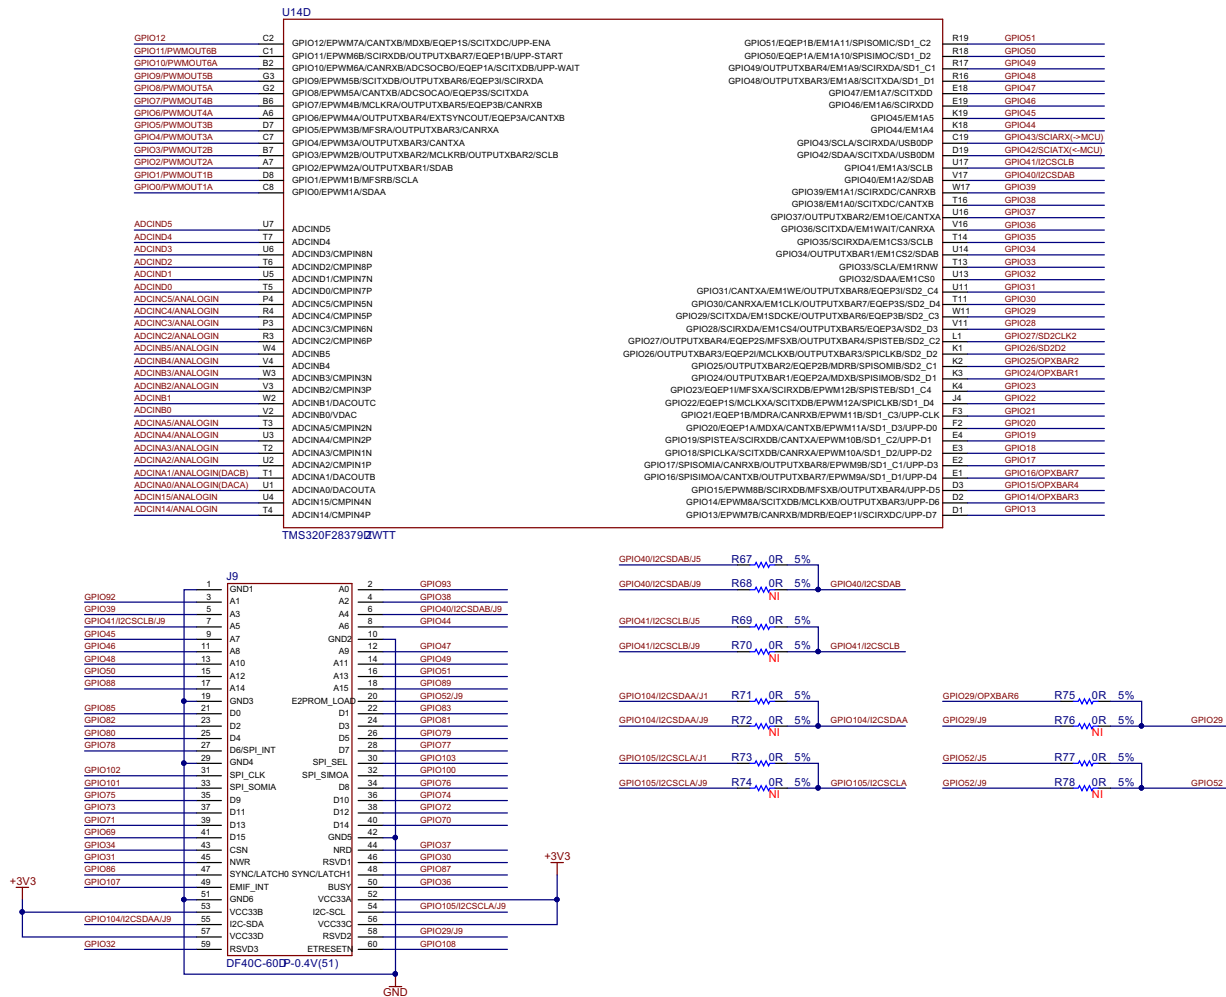 U14D
GPIO12 C2 GPIO12/EPWM7A/CANTXB/MDXB/EQEP1S/SCITXDC/UPP-ENA
GPIO11/PWMOUT6B C1 GPIO11/EPWM6B/SCIRXDB/OUTPUTXBAR7/EQEP1B/UPP-START
GPIO10/PWMOUT6A B2 GPIO10/EPWM6A/CANRXB/ADCSOCBO/EQEP1A/SCITXDB/UPP-WAIT
GPIO9/PWMOUT5B G3 GPIO9/EPWM5B/SCITXDB/OUTPUTXBAR6/EQEP3I/SCIRXDA
GPIO8/PWMOUT5A G2 GPIO8/EPWM5A/CANTXB/ADCSOCAO/EQEP3S/SCITXDA
GPIO7/PWMOUT4B B6 GPIO7/EPWM4B/MCLKRA/OUTPUTXBAR5/EQEP3B/CANRXB
GPIO6/PWMOUT4A A6 GPIO6/EPWM4A/OUTPUTXBAR4/EXTSYNCOUT/EQEP3A/CANTXB
GPIO5/PWMOUT3B D7 GPIO5/EPWM3B/MFSRA/OUTPUTXBAR3/CANRXA
GPIO4/PWMOUT3A C7 GPIO4/EPWM3A/OUTPUTXBAR3/CANTXA
GPIO3/PWMOUT2B B7 GPIO3/EPWM2B/OUTPUTXBAR2/MCLKRB/OUTPUTXBAR2/SCLB
GPIO2/PWMOUT2A A7 GPIO2/EPWM2A/OUTPUTXBAR1/SDAB
GPIO1/PWMOUT1B D8 GPIO1/EPWM1B/MFSRB/SCLA
GPIO0/PWMOUT1A C8 GPIO0/EPWM1A/SDAA
ADCIND5 U7 ADCIND5
ADCIND4 T7 ADCIND4
ADCIND3 U6 ADCIND3/CMPIN8N
ADCIND2 T6 ADCIND2/CMPIN8P
ADCIND1 U5 ADCIND1/CMPIN7N
ADCIND0 T5 ADCIND0/CMPIN7P
ADCINC5/ANALOGIN P4 ADCINC5/CMPIN5N
ADCINC4/ANALOGIN R4 ADCINC4/CMPIN5P
ADCINC3/ANALOGIN P3 ADCINC3/CMPIN6N
ADCINC2/ANALOGIN R3 ADCINC2/CMPIN6P
ADCINB5/ANALOGIN W4 ADCINB5
ADCINB4/ANALOGIN V4 ADCINB4
ADCINB3/ANALOGIN W3 ADCINB3/CMPIN3N
ADCINB2/ANALOGIN V3 ADCINB2/CMPIN3P
ADCINB1 W2 ADCINB1/DACOUTC
ADCINB0 V2 ADCINB0/VDAC
ADCINA5/ANALOGIN T3 ADCINA5/CMPIN2N
ADCINA4/ANALOGIN U3 ADCINA4/CMPIN2P
ADCINA3/ANALOGIN T2 ADCINA3/CMPIN1N
ADCINA2/ANALOGIN U2 ADCINA2/CMPIN1P
ADCINA1/ANALOGIN(DACB) T1 ADCINA1/DACOUTB
ADCINA0/ANALOGIN(DACA) U1 ADCINA0/DACOUTA
ADCIN15/ANALOGIN U4 ADCIN15/CMPIN4N
ADCIN14/ANALOGIN T4 ADCIN14/CMPIN4P
GPIO51/EQEP1B/EM1A11/SPISOMIC/SD1_C2 R19 GPIO51
GPIO50/EQEP1A/EM1A10/SPISIMOC/SD1_D2 R18 GPIO50
GPIO49/OUTPUTXBAR4/EM1A9/SCIRXDA/SD1_C1 R17 GPIO49
GPIO48/OUTPUTXBAR3/EM1A8/SCITXDA/SD1_D1 R16 GPIO48
GPIO47/EM1A7/SCITXDD E18 GPIO47
GPIO46/EM1A6/SCIRXDD E19 GPIO46
GPIO45/EM1A5 K19 GPIO45
GPIO44/EM1A4 K18 GPIO44
GPIO43/SCLA/SCIRXDA/USB0DP C19 GPIO43/SCIARX(->MCU)
GPIO42/SDAA/SCITXDA/USB0DM D19 GPIO42/SCIATX(<-MCU)
GPIO41/EM1A3/SCLB U17 GPIO41/I2CSCLB
GPIO40/EM1A2/SDAB V17 GPIO40/I2CSDAB
GPIO39/EM1A1/SCIRXDC/CANRXB W17 GPIO39
GPIO38/EM1A0/SCITXDC/CANTXB T16 GPIO38
GPIO37/OUTPUTXBAR2/EM1OE/CANTXA U16 GPIO37
GPIO36/SCITXDA/EM1WAIT/CANRXA V16 GPIO36
GPIO35/SCIRXDA/EM1CS3/SCLB T14 GPIO35
GPIO34/OUTPUTXBAR1/EM1CS2/SDAB U14 GPIO34
GPIO33/SCLA/EM1RNW T13 GPIO33
GPIO32/SDAA/EM1CS0 U13 GPIO32
GPIO31/CANTXA/EM1WE/OUTPUTXBAR8/EQEP3I/SD2_C4 U11 GPIO31
GPIO30/CANRXA/EM1CLK/OUTPUTXBAR7/EQEP3S/SD2_D4 T11 GPIO30
GPIO29/SCITXDA/EM1SDCKE/OUTPUTXBAR6/EQEP3B/SD2_C3 W11 GPIO29
GPIO28/SCIRXDA/EM1CS4/OUTPUTXBAR5/EQEP3A/SD2_D3 V11 GPIO28
GPIO27/OUTPUTXBAR4/EQEP2S/MFSXB/OUTPUTXBAR4/SPISTEB/SD2_C2 L1 GPIO27/SD2CLK2
GPIO26/OUTPUTXBAR3/EQEP2I/MCLKXB/OUTPUTXBAR3/SPICLKB/SD2_D2 K1 GPIO26/SD2D2
GPIO25/OUTPUTXBAR2/EQEP2B/MDRB/SPISOMIB/SD2_C1 K2 GPIO25/OPXBAR2
GPIO24/OUTPUTXBAR1/EQEP2A/MDXB/SPISIMOB/SD2_D1 K3 GPIO24/OPXBAR1
GPIO23/EQEP1I/MFSXA/SCIRXDB/EPWM12B/SPISTEB/SD1_C4 K4 GPIO23
GPIO22/EQEP1S/MCLKXA/SCITXDB/EPWM12A/SPICLKB/SD1_D4 J4 GPIO22
GPIO21/EQEP1B/MDRA/CANRXB/EPWM11B/SD1_C3/UPP-CLK F3 GPIO21
GPIO20/EQEP1A/MDXA/CANTXB/EPWM11A/SD1_D3/UPP-D0 F2 GPIO20
GPIO19/SPISTEA/SCIRXDB/CANTXA/EPWM10B/SD1_C2/UPP-D1 E4 GPIO19
GPIO18/SPICLKA/SCITXDB/CANRXA/EPWM10A/SD1_D2/UPP-D2 E3 GPIO18
GPIO17/SPISOMIA/CANRXB/OUTPUTXBAR8/EPWM9B/SD1_C1/UPP-D3 E2 GPIO17
GPIO16/SPISIMOA/CANTXB/OUTPUTXBAR7/EPWM9A/SD1_D1/UPP-D4 E1 GPIO16/OPXBAR7
GPIO15/EPWM8B/SCIRXDB/MFSXB/OUTPUTXBAR4/UPP-D5 D3 GPIO15/OPXBAR4
GPIO14/EPWM8A/SCITXDB/MCLKXB/OUTPUTXBAR3/UPP-D6 D2 GPIO14/OPXBAR3
GPIO13/EPWM7B/CANRXB/MDRB/EQEP1I/SCIRXDC/UPP-D7 D1 GPIO13
TMS320F28379DZWTT
J9
1 GND1 A0 2 GPIO93
GPIO92 3 A1 A2 4 GPIO38
GPIO39 5 A3 A4 6 GPIO40/I2CSDAB/J9
GPIO41/I2CSCLB/J9 7 A5 A6 8 GPIO44
GPIO45 9 A7 GND2 10
GPIO46 11 A8 A9 12 GPIO47
GPIO48 13 A10 A11 14 GPIO49
GPIO50 15 A12 A13 16 GPIO51
GPIO88 17 A14 A15 18 GPIO89
19 GND3 E2PROM_LOAD 20 GPIO52/J9
GPIO85 21 D0 D1 22 GPIO83
GPIO82 23 D2 D3 24 GPIO81
GPIO80 25 D4 D5 26 GPIO79
GPIO78 27 D6/SPI_INT D7 28 GPIO77
29 GND4 SPI_SEL 30 GPIO103
GPIO102 31 SPI_CLK SPI_SIMOA 32 GPIO100
GPIO101 33 SPI_SOMIA D8 34 GPIO76
GPIO75 35 D9 D10 36 GPIO74
GPIO73 37 D11 D12 38 GPIO72
GPIO71 39 D13 D14 40 GPIO70
GPIO69 41 D15 GND5 42
GPIO34 43 CSN NRD 44 GPIO37
GPIO31 45 NWR RSVD1 46 GPIO30
GPIO86 47 SYNC/LATCH0 SYNC/LATCH1 48 GPIO87
GPIO107 49 EMIF_INT BUSY 50 GPIO36
51 GND6 VCC33A 52
53 VCC33B I2C-SCL 54 GPIO105/I2CSCLA/J9
GPIO104/I2CSDAA/J9 55 I2C-SDA VCC33C 56
57 VCC33D RSVD2 58 GPIO29/J9
GPIO32 59 RSVD3 ETRESETN 60 GPIO108
DF40C-60DP-0.4V(51)
+3V3
+3V3
GND
GPIO40/I2CSDAB/J5 R67 0R 5%
GPIO40/I2CSDAB/J9 R68 0R 5% GPIO40/I2CSDAB
NI
GPIO41/I2CSCLB/J5 R69 0R 5%
GPIO41/I2CSCLB/J9 R70 0R 5% GPIO41/I2CSCLB
NI
GPIO104/I2CSDAA/J1 R71 0R 5%
GPIO104/I2CSDAA/J9 R72 0R 5% GPIO104/I2CSDAA
NI
GPIO105/I2CSCLA/J1 R73 0R 5%
GPIO105/I2CSCLA/J9 R74 0R 5% GPIO105/I2CSCLA
NI
GPIO29/OPXBAR6 R75 0R 5%
GPIO29/J9 R76 0R 5% GPIO29
NI
GPIO52/J5 R77 0R 5%
GPIO52/J9 R78 0R 5% GPIO52
NI